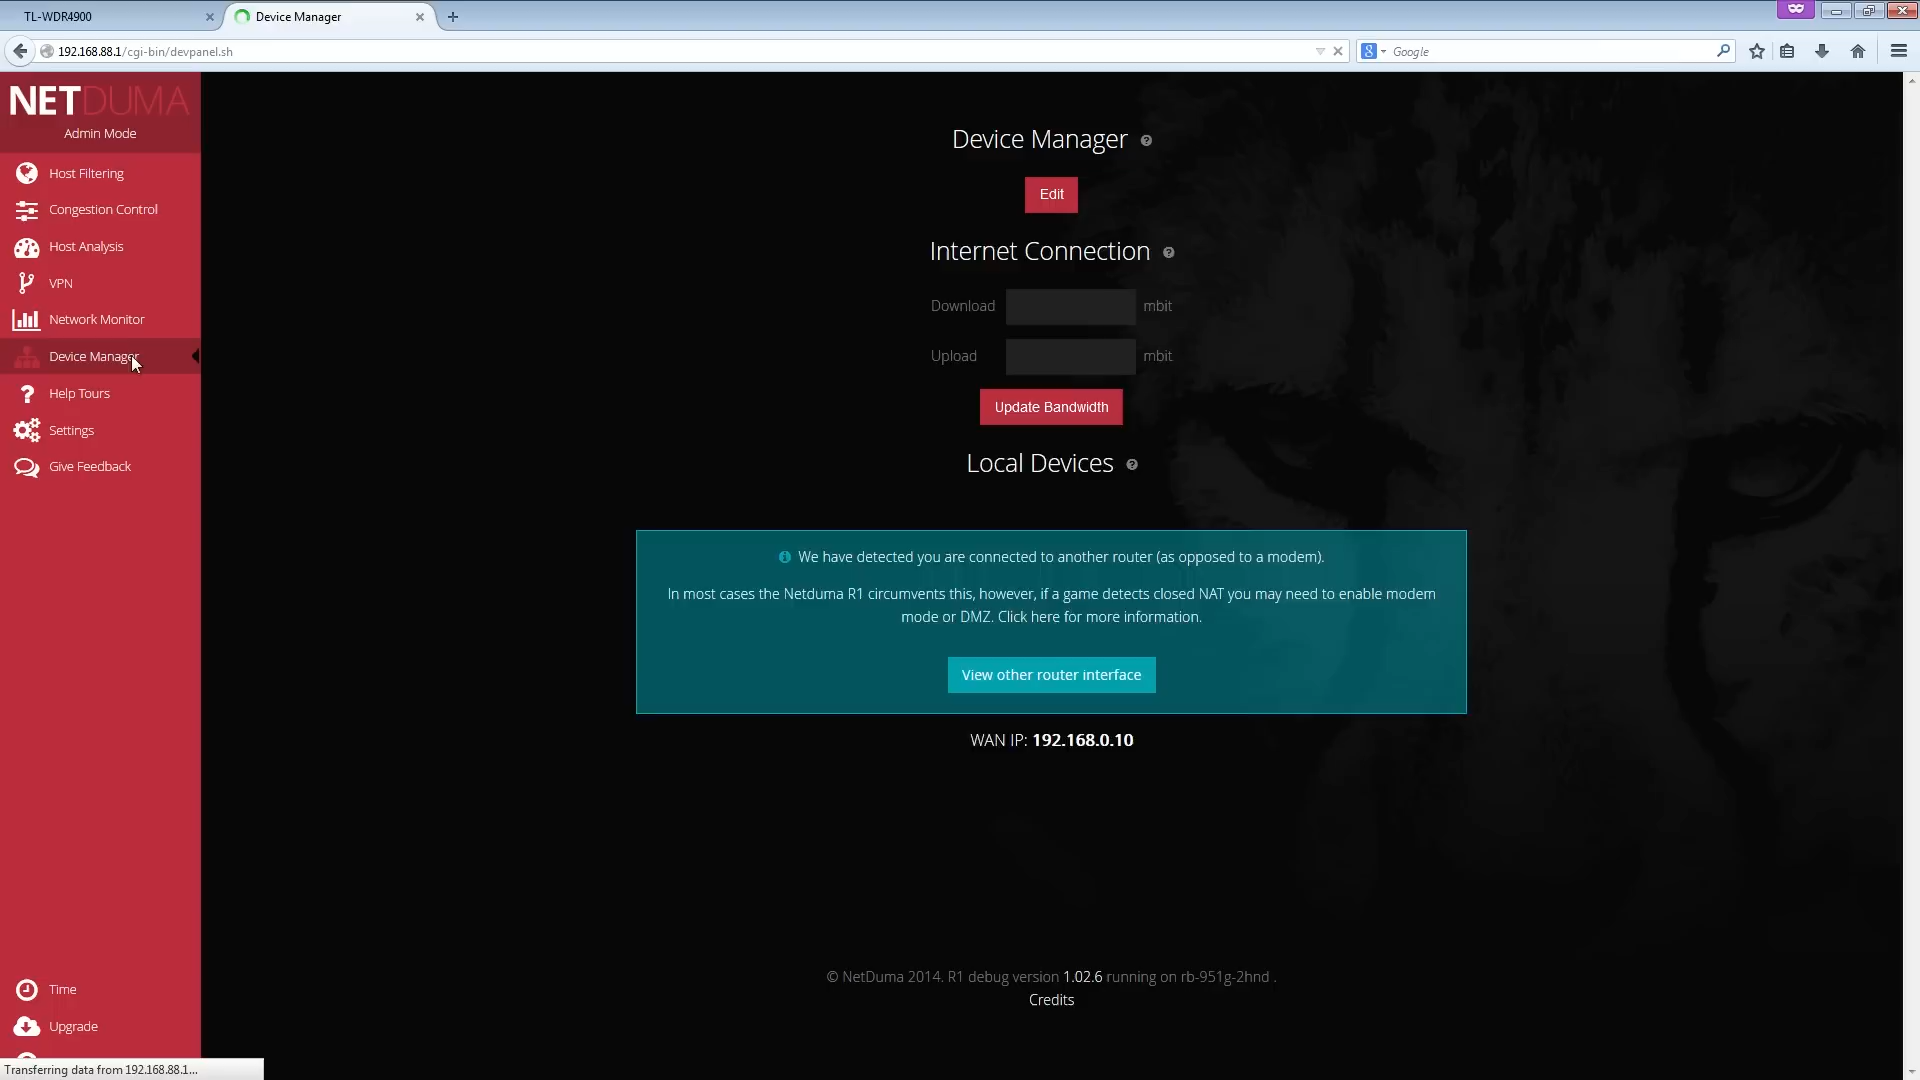 TL-WDR4900
Device Manager
192.168.88.1/cgi-bin/devpanel.sh
Google
NETDUMA
Admin Mode
Host Filtering
Congestion Control
Host Analysis
VPN
Network Monitor
Device Manager
Help Tours
Settings
Give Feedback
Time
Upgrade
Transferring data from 192.168.88.1...
Device Manager
Edit
Internet Connection
Download mbit
Upload mbit
Update Bandwidth
Local Devices
We have detected you are connected to another router (as opposed to a modem).
In most cases the Netduma R1 circumvents this, however, if a game detects closed NAT you may need to enable modem
mode or DMZ. Click here for more information.
View other router interface
WAN IP: 192.168.0.10
© NetDuma 2014. R1 debug version 1.02.6 running on rb-951g-2hnd .
Credits